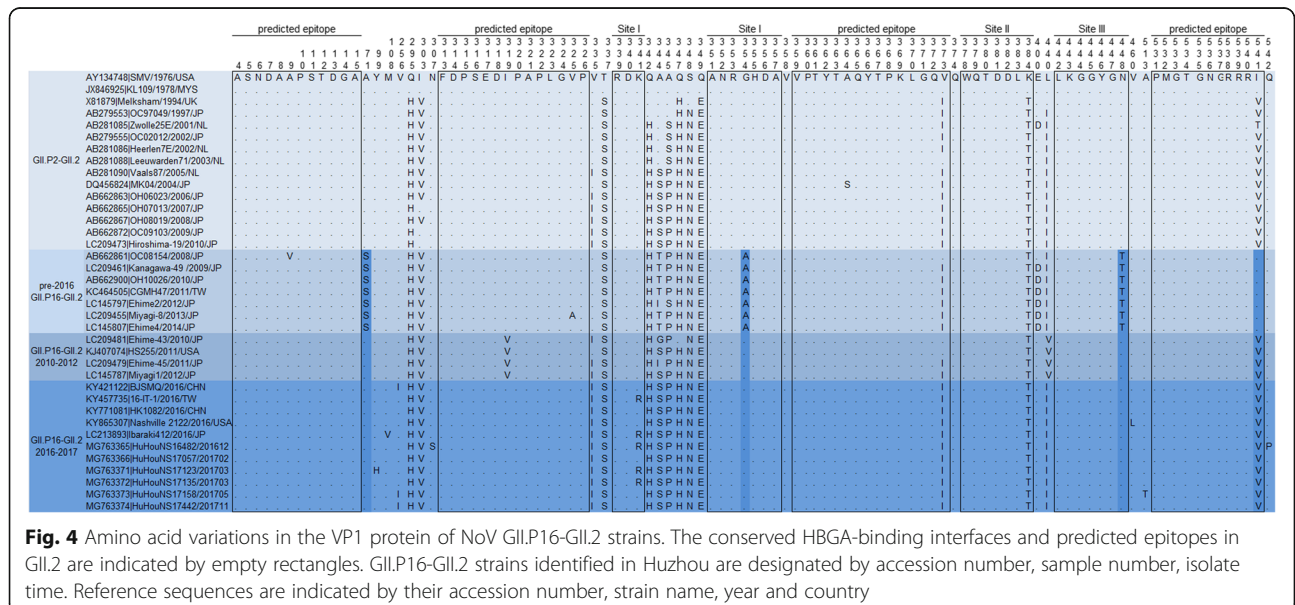 predicted epitope predicted epitope Site I Site I predicted epitope Site II Site III predicted epitope
AY134748|SMV/1976/USA A S N D A A P S T D G A A Y M V Q I N F D P S E D I P A P L G V P V T R D K Q A A Q S Q A N R G H D A V V P T Y T A Q Y T P K L G Q V Q W Q T D D L K E L L K G G Y G N V A P M G T G N G R R R I Q
JX846925|KL109/1978/MYS
X81879|Melksham/1994/UK H V S H E I T V
AB279553|OC97049/1997/JP H V S H N E I T I V
AB281085|Zwolle25E/2001/NL H V S H S H N E I T D I T
AB279555|OC02012/2002/JP H V S H S H N E I T I V
AB281086|Heerlen7E/2002/NL H V S H S H N E I T I V
GII.P2-GII.2 AB281088|Leeuwarden71/2003/NL H V S H S H N E T I V
AB281090|Vaals87/2005/NL H V I S H S P H N E I T I V
DQ456824|MK04/2004/JP H V S H S P H N E S I T I V
AB662863|OH06023/2006/JP H V I S H S P H N E I T I V
AB662865|OH07013/2007/JP H I S H S P H N E I T I V
AB662867|OH08019/2008/JP H V I S H S P H N E I T I V
AB662872|OC09103/2009/JP H I S H S P H N E I T I V
LC209473|Hiroshima-19/2010/JP H I S H S P H N E I T I V
AB662861|OC08154/2008/JP V S H V S H T P H N E A T I T
LC209461|Kanagawa-49 /2009/JP S H V S H T P H N E A I T D I T
pre-2016 AB662900|OH10026/2010/JP S H V S H T P H N E A I T D I T
GII.P16-GII.2 KC464505|CGMH47/2011/TW S H V S H T P H N E A I T D I T
LC145797|Ehime2/2012/JP S H V S H I S H N E A I T D I T
LC209455|Miyagi-8/2013/JP S H V A S H T P H N E A I T D I T
LC145807|Ehime4/2014/JP S H V S H T P H N E A I T I T
LC209481|Ehime-43/2010/JP H V V I S H G P N E I T V V
GII.P16-GII.2 KJ407074|HS255/2011/USA H V V S H S P H N E T V V
2010-2012 LC209479|Ehime-45/2011/JP H V V I S H I P H N E I T V V
LC145787|Miyagi1/2012/JP H V V I S H S P H N E I T V V
KY421122|BJSMQ/2016/CHN I H V I S H S P H N E I T I V
KY457735|16-IT-1/2016/TW H V I S R H S P H N E I T I V
KY771081|HK1082/2016/CHN H V I S H S P H N E I T I V
KY865307|Nashville 2122/2016/USA H V I S H S P H N E I T I L V
GII.P16-GII.2 LC213893|Ibaraki412/2016/JP V H V I S R H S P H N E I T I V
2016-2017 MG763365|HuHouNS16482/201612 H V S I S R H S P H N E I T I V P
MG763366|HuHouNS17057/201702 H V I S H S P H N E I T I V
MG763371|HuHouNS17123/201703 H H V I S R H S P H N E I T I V
MG763372|HuHouNS17135/201703 H V I S R H S P H N E I T I V
MG763373|HuHouNS17158/201705 I H V I S H S P H N E I T I T V
MG763374|HuHouNS17442/201711 H V I S H S P H N E I T I V
Fig. 4 Amino acid variations in the VP1 protein of NoV GII.P16-GII.2 strains. The conserved HBGA-binding interfaces and predicted epitopes in
GII.2 are indicated by empty rectangles. GII.P16-GII.2 strains identified in Huzhou are designated by accession number, sample number, isolate
time. Reference sequences are indicated by their accession number, strain name, year and country